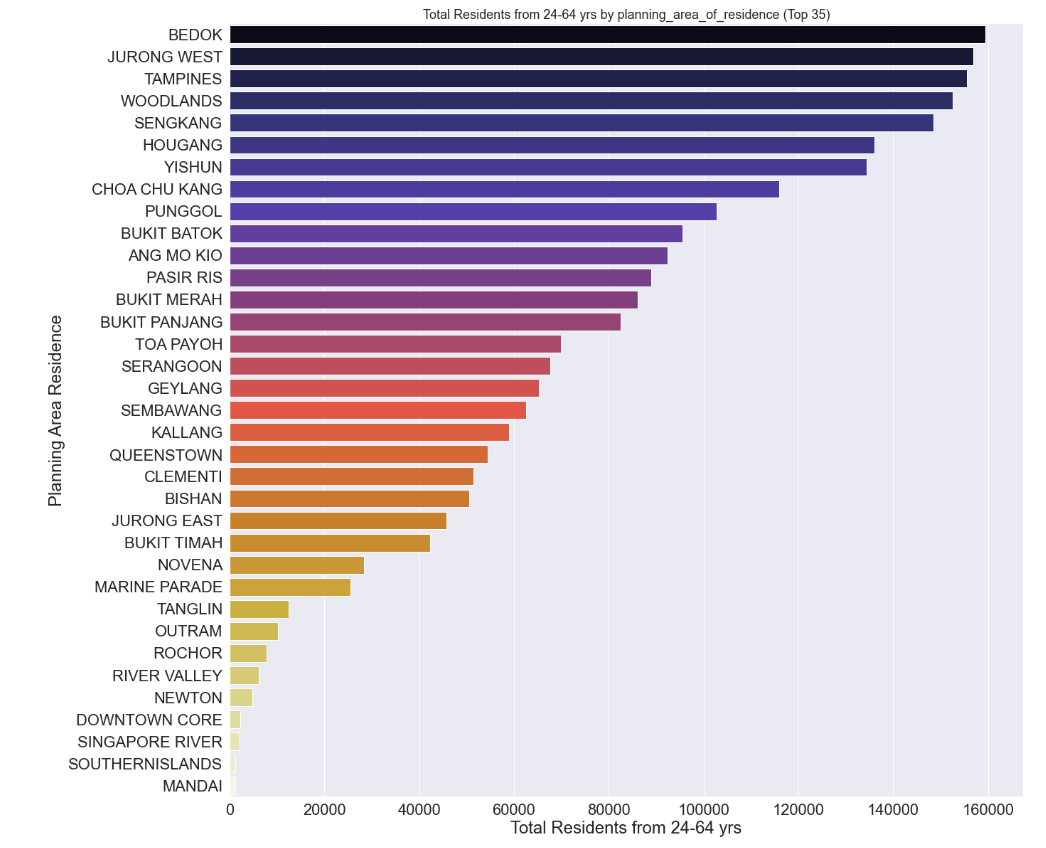 Total Residents from 24-64 yrs by planning_area_of_residence (Top 35)
BEDOK
JURONG WEST
TAMPINES
WOODLANDS
SENGKANG
HOUGANG
YISHUN
CHOA CHU KANG
PUNGGOL
BUKIT BATOK
ANG MO KIO
PASIR RIS
BUKIT MERAH
BUKIT PANJANG
TOA PAYOH
SERANGOON
GEYLANG
SEMBAWANG
KALLANG
QUEENSTOWN
CLEMENTI
BISHAN
JURONG EAST
BUKIT TIMAH
NOVENA
MARINE PARADE
TANGLIN
OUTRAM
ROCHOR
RIVER VALLEY
NEWTON
DOWNTOWN CORE
SINGAPORE RIVER
SOUTHERNISLANDS
MANDAI
Planning Area Residence
0 20000 40000 60000 80000 100000 120000 140000 160000
Total Residents from 24-64 yrs